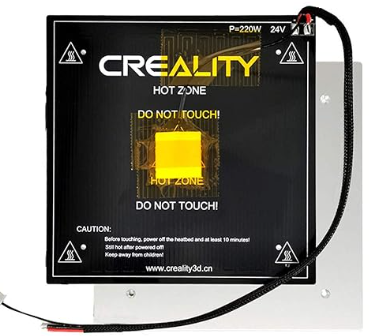 P=220W 24V
CREALITY
HOT ZONE
DO NOT TOUCH!
HOT ZONE
DO NOT TOUCH!
CAUTION:
Before touching, power off the heatbed and at least 10 minutes!
Still hot after powered off!
Keep away from children!
www.creality3d.cn